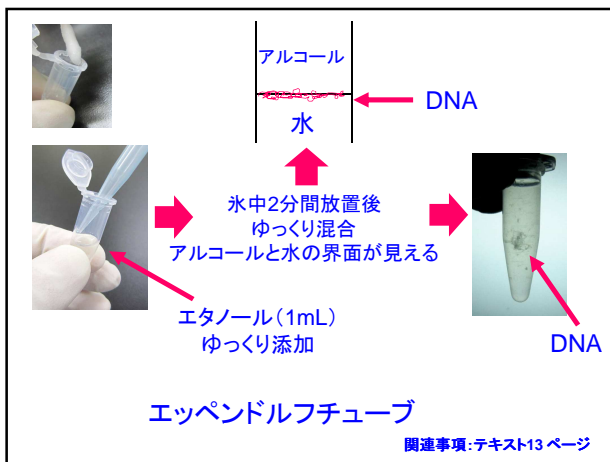 アルコール
DNA
水
氷中2分間放置後
ゆっくり混合
アルコールと水の界面が見える
エタノール(1mL)
ゆっくり添加
DNA
エッペンドルフチューブ
関連事項:テキスト13 ページ